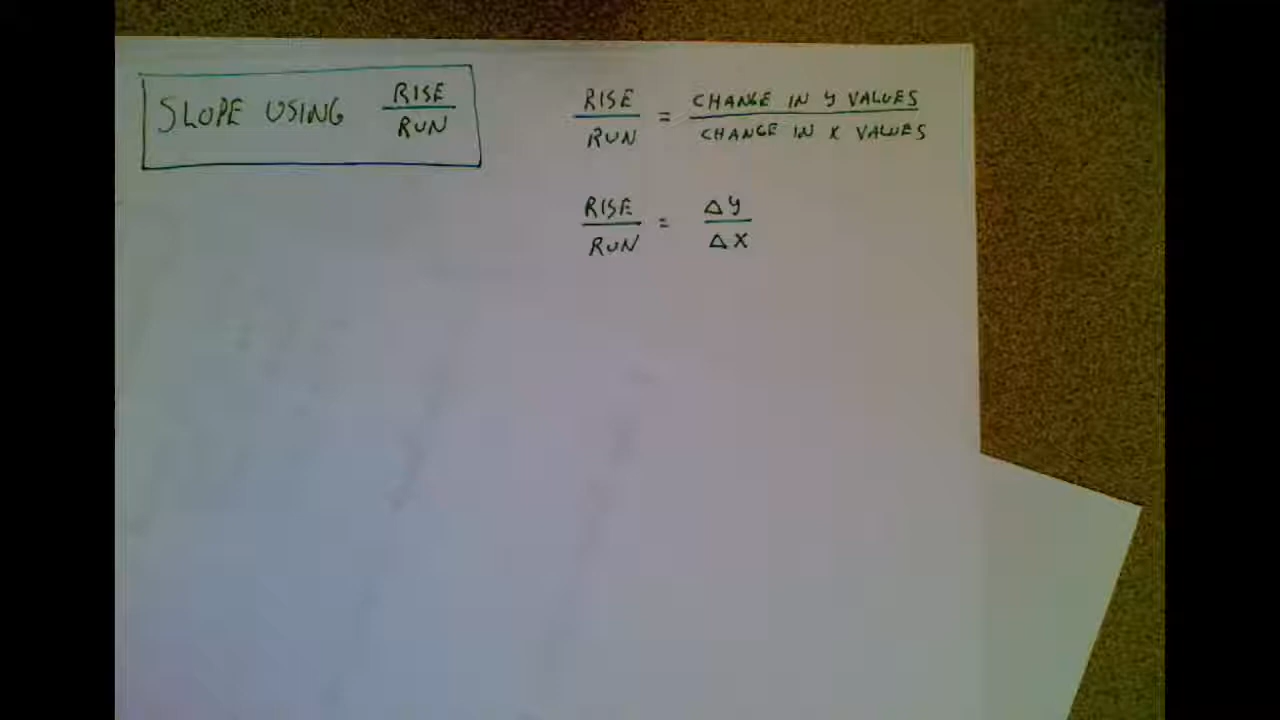 SLOPE USING RISE/RUN
RISE/RUN = CHANGE IN Y VALUES/CHANGE IN X VALUES
RISE/RUN = ΔY/ΔX